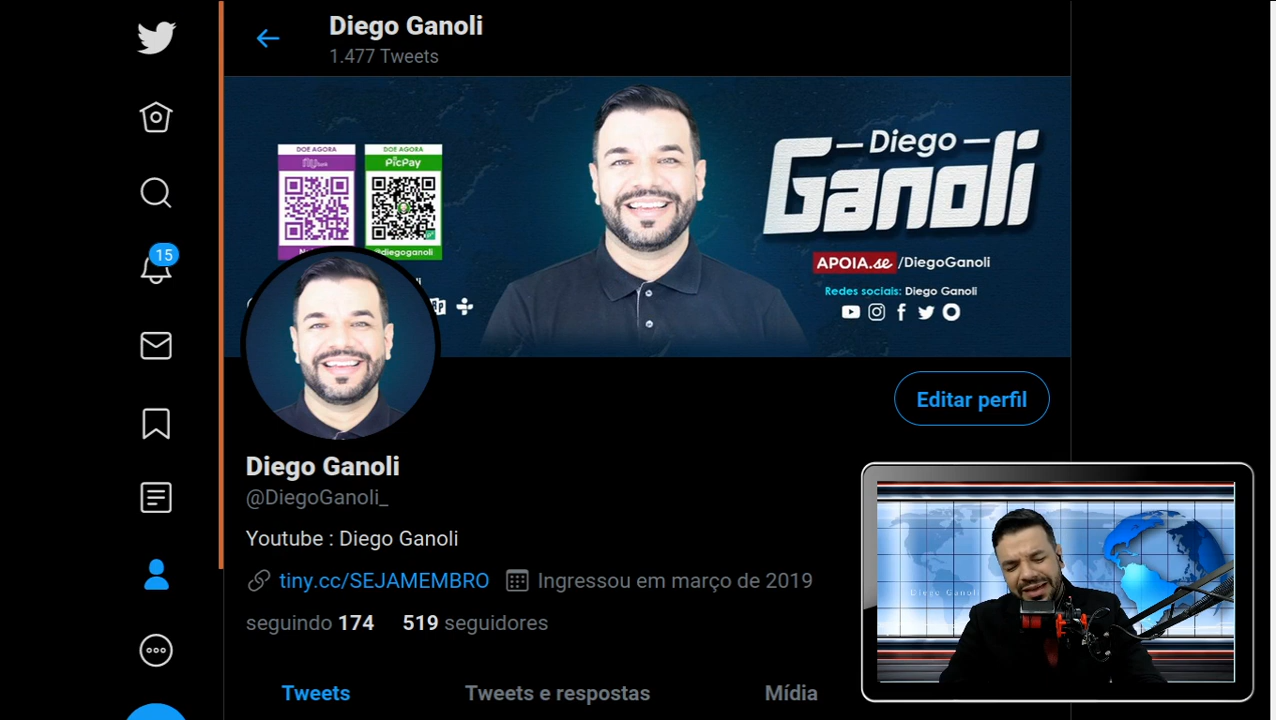 Diego Ganoli
1.477 Tweets
DOE AGORA
DOE AGORA
PicPay
@diegoganoli
Diego
Ganoli
APOIA.se /DiegoGanoli
Redes sociais: Diego Ganoli
15
Editar perfil
Diego Ganoli
@DiegoGanoli_
Youtube : Diego Ganoli
tiny.cc/SEJAMEMBRO Ingressou em março de 2019
seguindo 174 519 seguidores
Diego Ganoli
Tweets Tweets e respostas Mídia